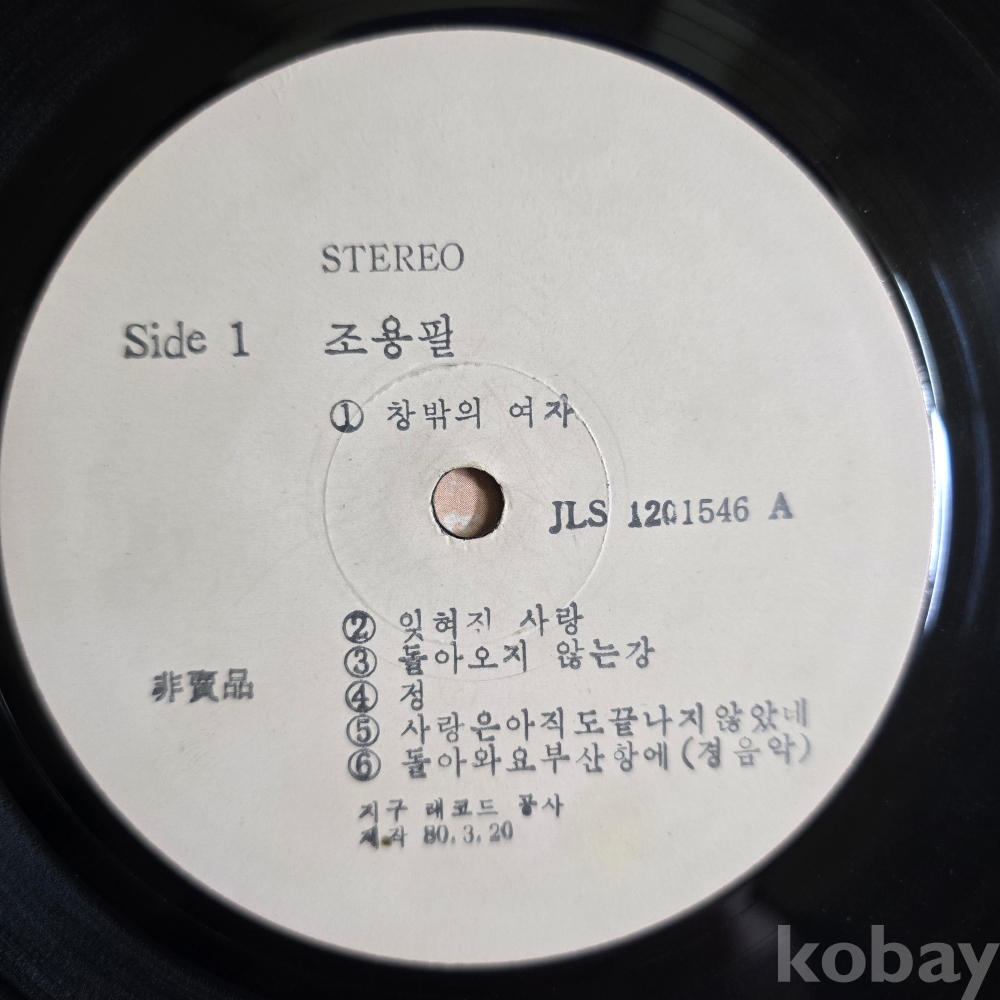 STEREO
Side 1 조용필
① 창밖의 여자
JLS 1201546 A
② 잊혀진 사랑
③ 돌아오지 않는강
④ 정
⑤ 사랑은아직도끝나지않았네
⑥ 돌아와요부산항에(경음악)
非賣品
지구 레코드 공사
제작 80.3.20
kobay